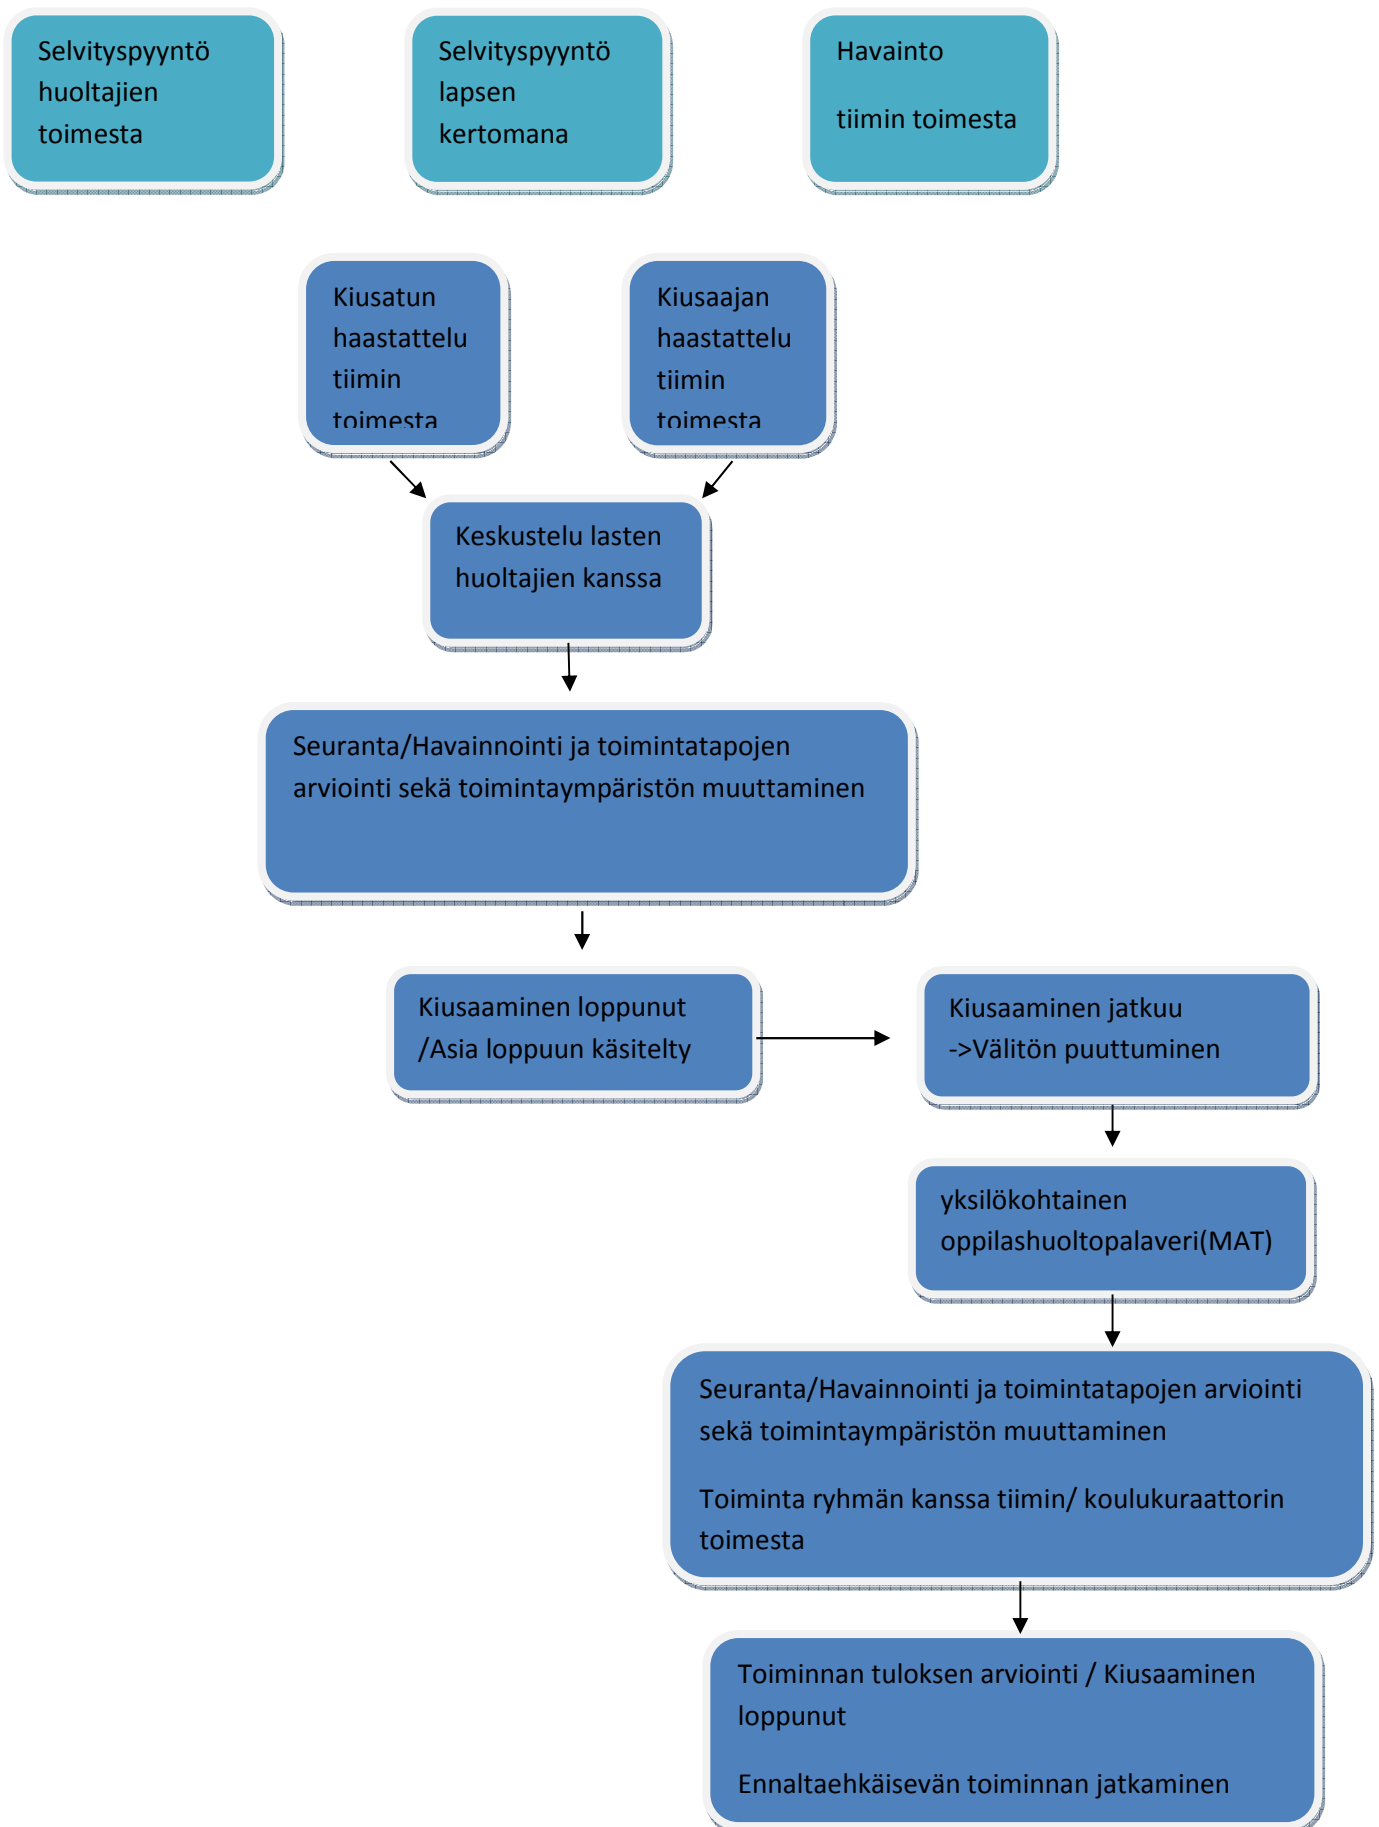 Selvityspyyntö
huoltajien
toimesta
Selvityspyyntö
lapsen
kertomana
Havainto
tiimin toimesta
Kiusatun
haastattelu
tiimin
toimesta
Kiusaajan
haastattelu
tiimin
toimesta
Keskustelu lasten
huoltajien kanssa
Seuranta/Havainnointi ja toimintatapojen
arviointi sekä toimintaympäristön muuttaminen
Kiusaaminen loppunut
/Asia loppuun käsitelty
Kiusaaminen jatkuu
->Välitön puuttuminen
yksilökohtainen
oppilashuoltopalaveri(MAT)
Seuranta/Havainnointi ja toimintatapojen arviointi
sekä toimintaympäristön muuttaminen
Toiminta ryhmän kanssa tiimin/ koulukuraattorin
toimesta
Toiminnan tuloksen arviointi / Kiusaaminen
loppunut
Ennaltaehkäisevän toiminnan jatkaminen